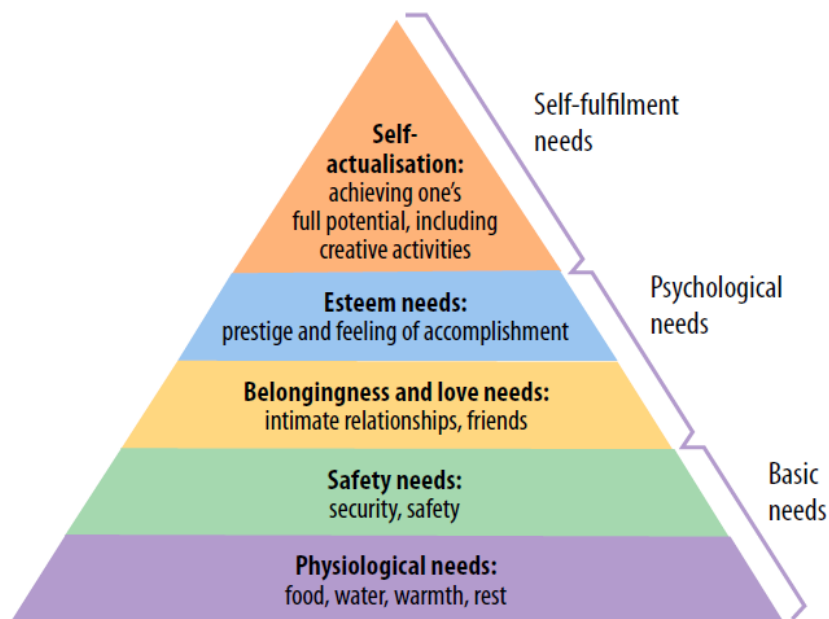 Self-
actualisation:
achieving one's
full potential, including
creative activities
Self-fulfilment
needs
Esteem needs:
prestige and feeling of accomplishment
Psychological
needs
Belongingness and love needs:
intimate relationships, friends
Safety needs:
security, safety
Basic
needs
Physiological needs:
food, water, warmth, rest